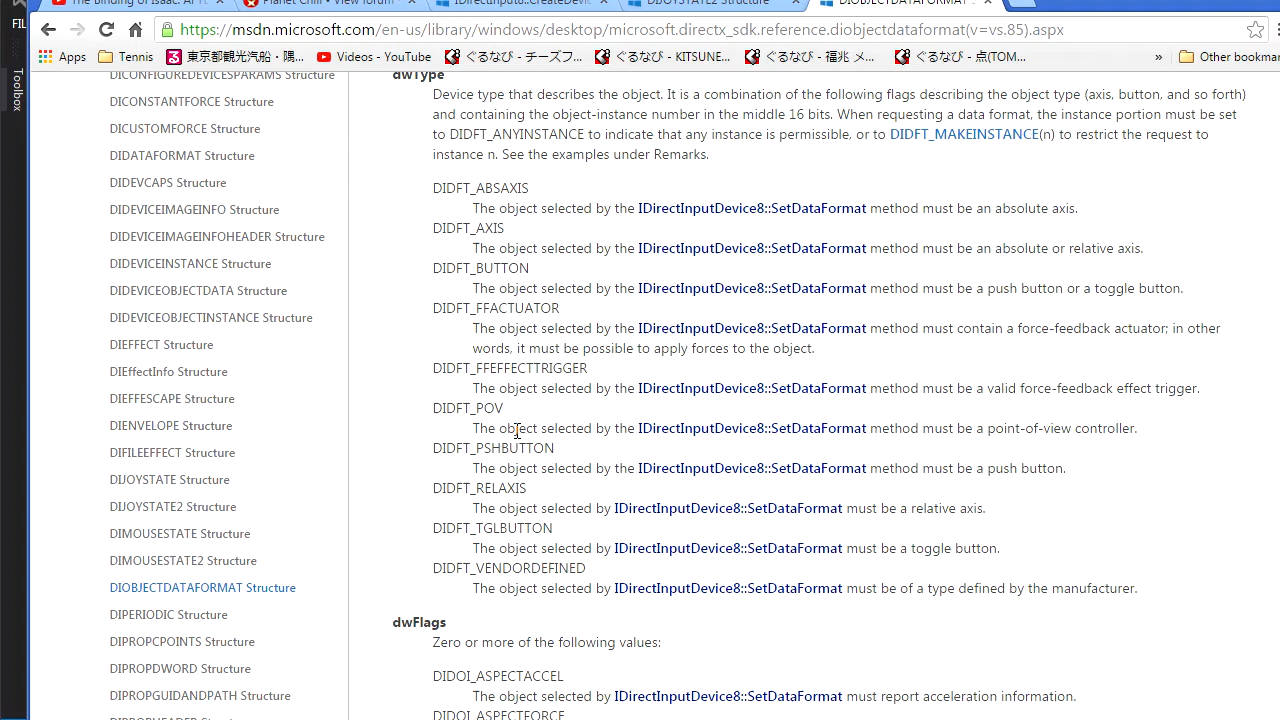 The Binding of Isaac: Af
Planet Chill • View forum
IDirectInput8::CreateDevic
DIJOYSTATE2 Structure
DIOBJECTDATAFORMAT
FIL
https://msdn.microsoft.com/en-us/library/windows/desktop/microsoft.directx_sdk.reference.diobjectdataformat(v=vs.85).aspx
Apps
Tennis
東京都観光汽船・隅...
Videos - YouTube
ぐるなび - チーズフ...
ぐるなび - KITSUNE...
ぐるなび - 福兆 メ...
ぐるなび - 点(TOM...
»
Other bookmar
Toolbox
DICONFIGUREDEVICESPARAMS Structure
DICONSTANTFORCE Structure
DICUSTOMFORCE Structure
DIDATAFORMAT Structure
DIDEVCAPS Structure
DIDEVICEIMAGEINFO Structure
DIDEVICEIMAGEINFOHEADER Structure
DIDEVICEINSTANCE Structure
DIDEVICEOBJECTDATA Structure
DIDEVICEOBJECTINSTANCE Structure
DIEFFECT Structure
DIEffectInfo Structure
DIEFFESCAPE Structure
DIENVELOPE Structure
DIFILEEFFECT Structure
DIJOYSTATE Structure
DIJOYSTATE2 Structure
DIMOUSESTATE Structure
DIMOUSESTATE2 Structure
DIOBJECTDATAFORMAT Structure
DIPERIODIC Structure
DIPROPCPOINTS Structure
DIPROPDWORD Structure
DIPROPGUIDANDPATH Structure
DIPROPHEADER Structure
dwType
Device type that describes the object. It is a combination of the following flags describing the object type (axis, button, and so forth)
and containing the object-instance number in the middle 16 bits. When requesting a data format, the instance portion must be set
to DIDFT_ANYINSTANCE to indicate that any instance is permissible, or to DIDFT_MAKEINSTANCE(n) to restrict the request to
instance n. See the examples under Remarks.
DIDFT_ABSAXIS
The object selected by the IDirectInputDevice8::SetDataFormat method must be an absolute axis.
DIDFT_AXIS
The object selected by the IDirectInputDevice8::SetDataFormat method must be an absolute or relative axis.
DIDFT_BUTTON
The object selected by the IDirectInputDevice8::SetDataFormat method must be a push button or a toggle button.
DIDFT_FFACTUATOR
The object selected by the IDirectInputDevice8::SetDataFormat method must contain a force-feedback actuator; in other
words, it must be possible to apply forces to the object.
DIDFT_FFEFFECTTRIGGER
The object selected by the IDirectInputDevice8::SetDataFormat method must be a valid force-feedback effect trigger.
DIDFT_POV
The object selected by the IDirectInputDevice8::SetDataFormat method must be a point-of-view controller.
DIDFT_PSHBUTTON
The object selected by the IDirectInputDevice8::SetDataFormat method must be a push button.
DIDFT_RELAXIS
The object selected by IDirectInputDevice8::SetDataFormat must be a relative axis.
DIDFT_TGLBUTTON
The object selected by IDirectInputDevice8::SetDataFormat must be a toggle button.
DIDFT_VENDORDEFINED
The object selected by IDirectInputDevice8::SetDataFormat must be of a type defined by the manufacturer.
dwFlags
Zero or more of the following values:
DIDOI_ASPECTACCEL
The object selected by IDirectInputDevice8::SetDataFormat must report acceleration information.
DIDOI_ASPECTFORCE